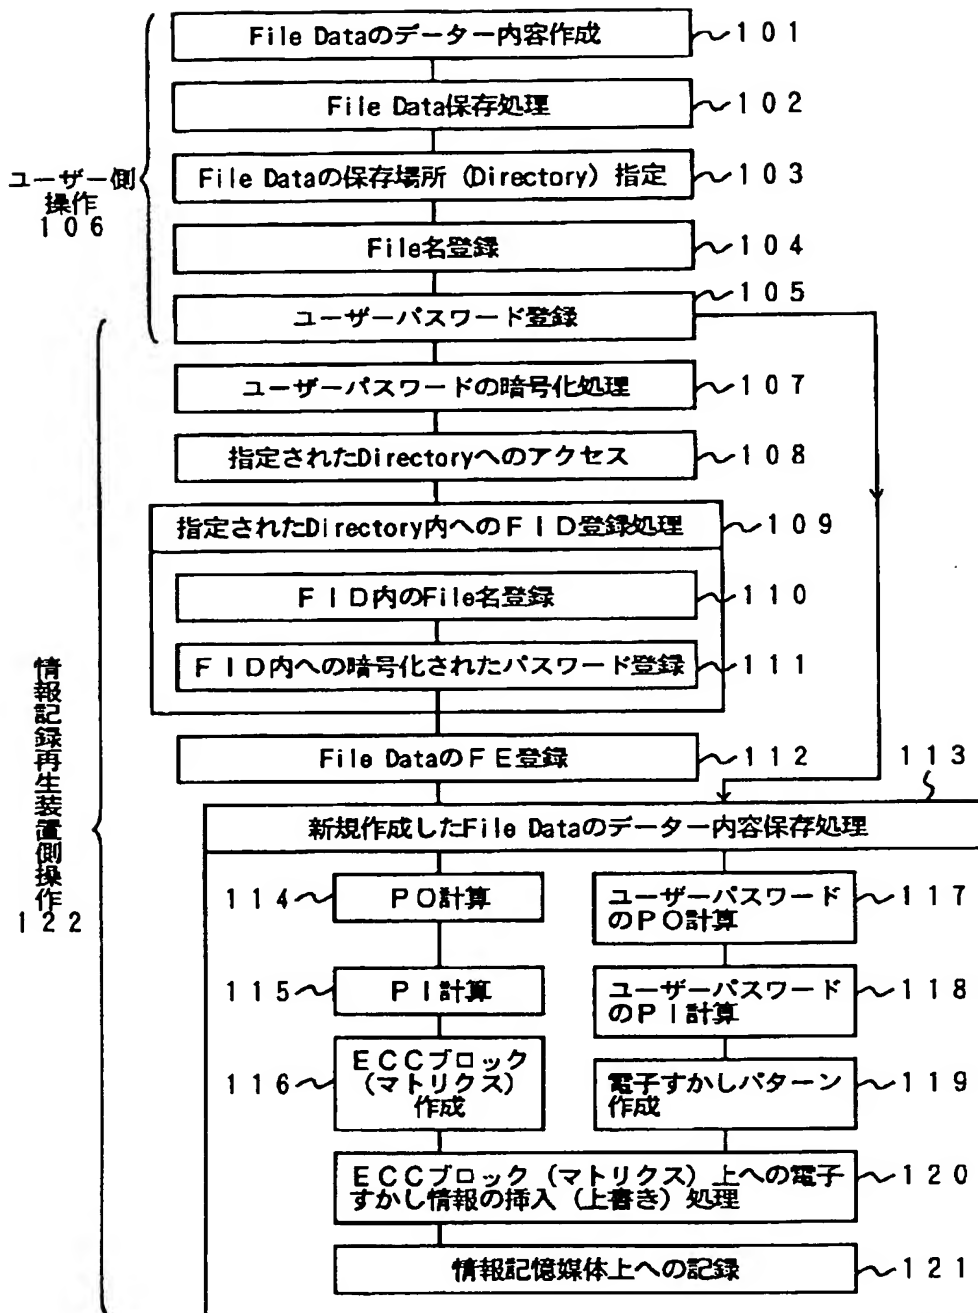 File Dataのデーター内容作成
101
File Data保存処理
102
File Dataの保存場所（Directory）指定
103
ユーザー側
操作
106
File名登録
104
ユーザーパスワード登録
105
ユーザーパスワードの暗号化処理
107
指定されたDirectoryへのアクセス
108
指定されたDirectory内へのＦＩＤ登録処理
109
ＦＩＤ内のFile名登録
110
ＦＩＤ内への暗号化されたパスワード登録
111
File DataのＦＥ登録
112
113
情報記録再生装置側操作
122
新規作成したFile Dataのデーター内容保存処理
114
ＰＯ計算
115
ＰＩ計算
116
ＥＣＣブロック
（マトリクス）
作成
ユーザーパスワード
のＰＯ計算
117
ユーザーパスワード
のＰＩ計算
118
電子すかしパターン
作成
119
ＥＣＣブロック（マトリクス）上への電子
すかし情報の挿入（上書き）処理
120
情報記憶媒体上への記録
121